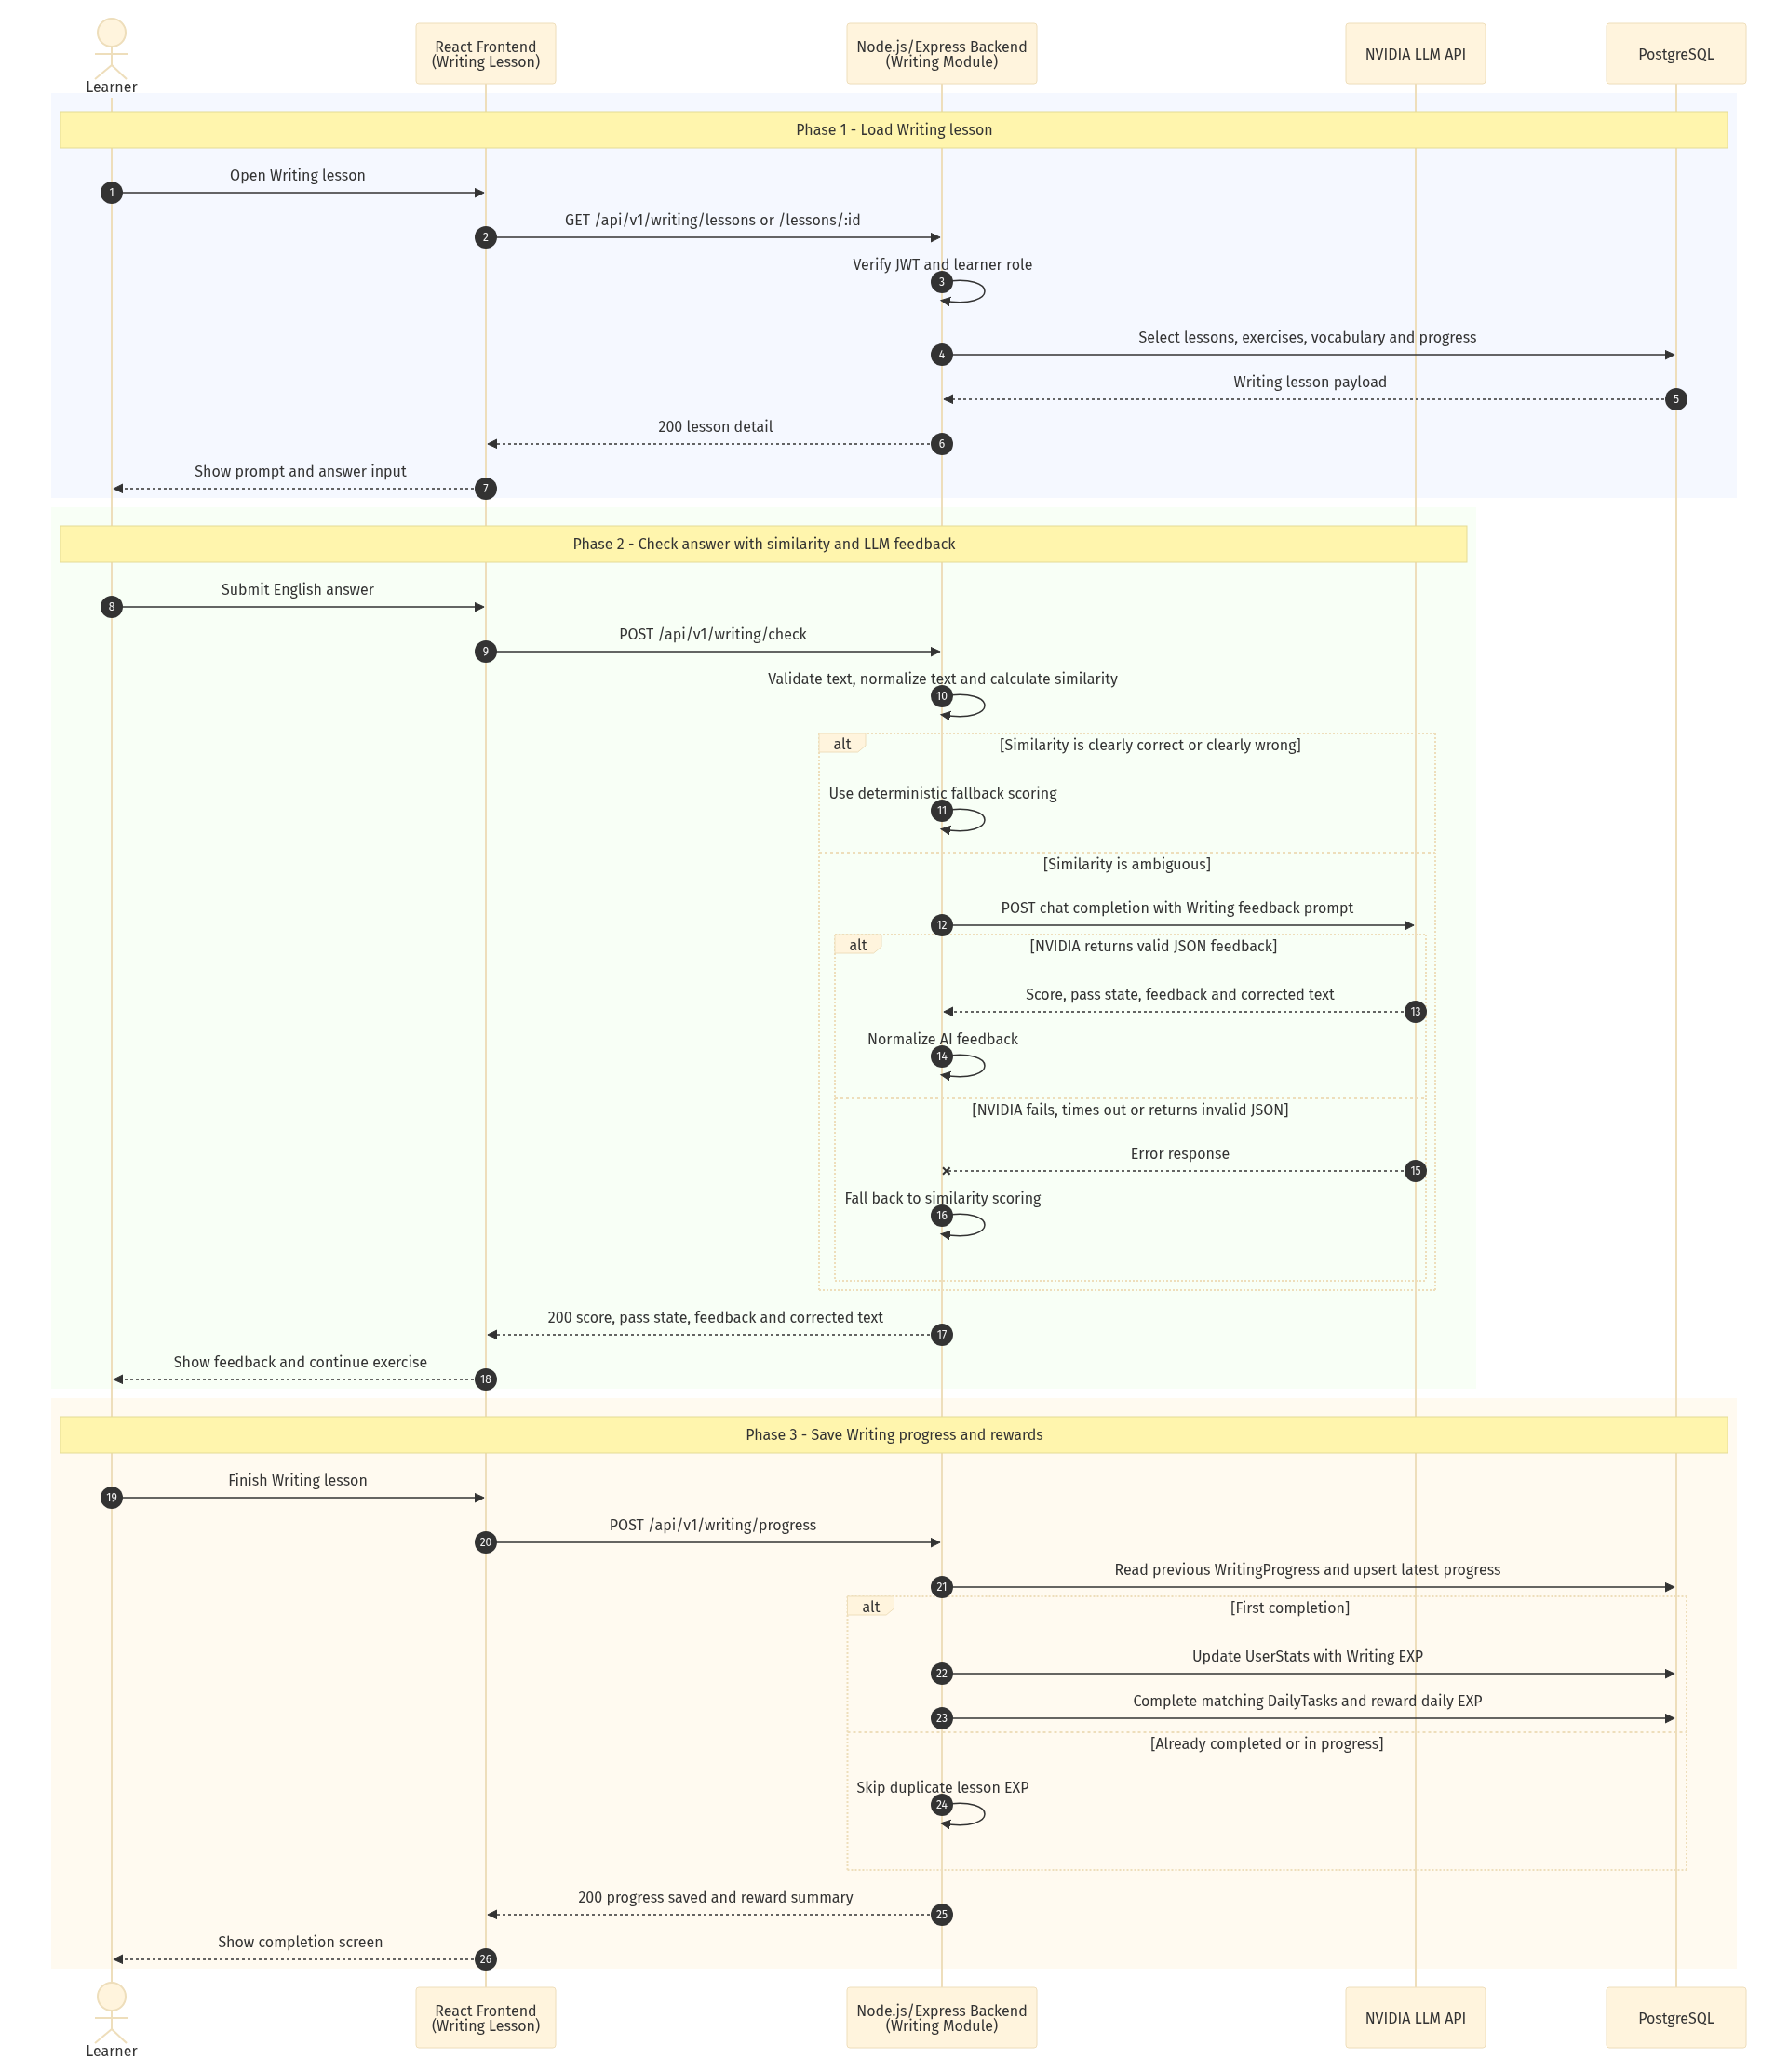 Learner
React Frontend
(Writing Lesson)
Node.js/Express Backend
(Writing Module)
NVIDIA LLM API
PostgreSQL
Phase 1 - Load Writing lesson
Open Writing lesson
1
GET /api/v1/writing/lessons or /lessons/:id
2
Verify JWT and learner role
3
Select lessons, exercises, vocabulary and progress
4
Writing lesson payload
5
200 lesson detail
6
Show prompt and answer input
7
Phase 2 - Check answer with similarity and LLM feedback
Submit English answer
8
POST /api/v1/writing/check
9
Validate text, normalize text and calculate similarity
10
alt
[Similarity is clearly correct or clearly wrong]
Use deterministic fallback scoring
11
[Similarity is ambiguous]
POST chat completion with Writing feedback prompt
12
alt
[NVIDIA returns valid JSON feedback]
Score, pass state, feedback and corrected text
13
Normalize AI feedback
14
[NVIDIA fails, times out or returns invalid JSON]
Error response
15
Fall back to similarity scoring
16
200 score, pass state, feedback and corrected text
17
Show feedback and continue exercise
18
Phase 3 - Save Writing progress and rewards
Finish Writing lesson
19
POST /api/v1/writing/progress
20
Read previous WritingProgress and upsert latest progress
21
alt
[First completion]
Update UserStats with Writing EXP
22
Complete matching DailyTasks and reward daily EXP
23
[Already completed or in progress]
Skip duplicate lesson EXP
24
200 progress saved and reward summary
25
Show completion screen
26
Learner
React Frontend
(Writing Lesson)
Node.js/Express Backend
(Writing Module)
NVIDIA LLM API
PostgreSQL